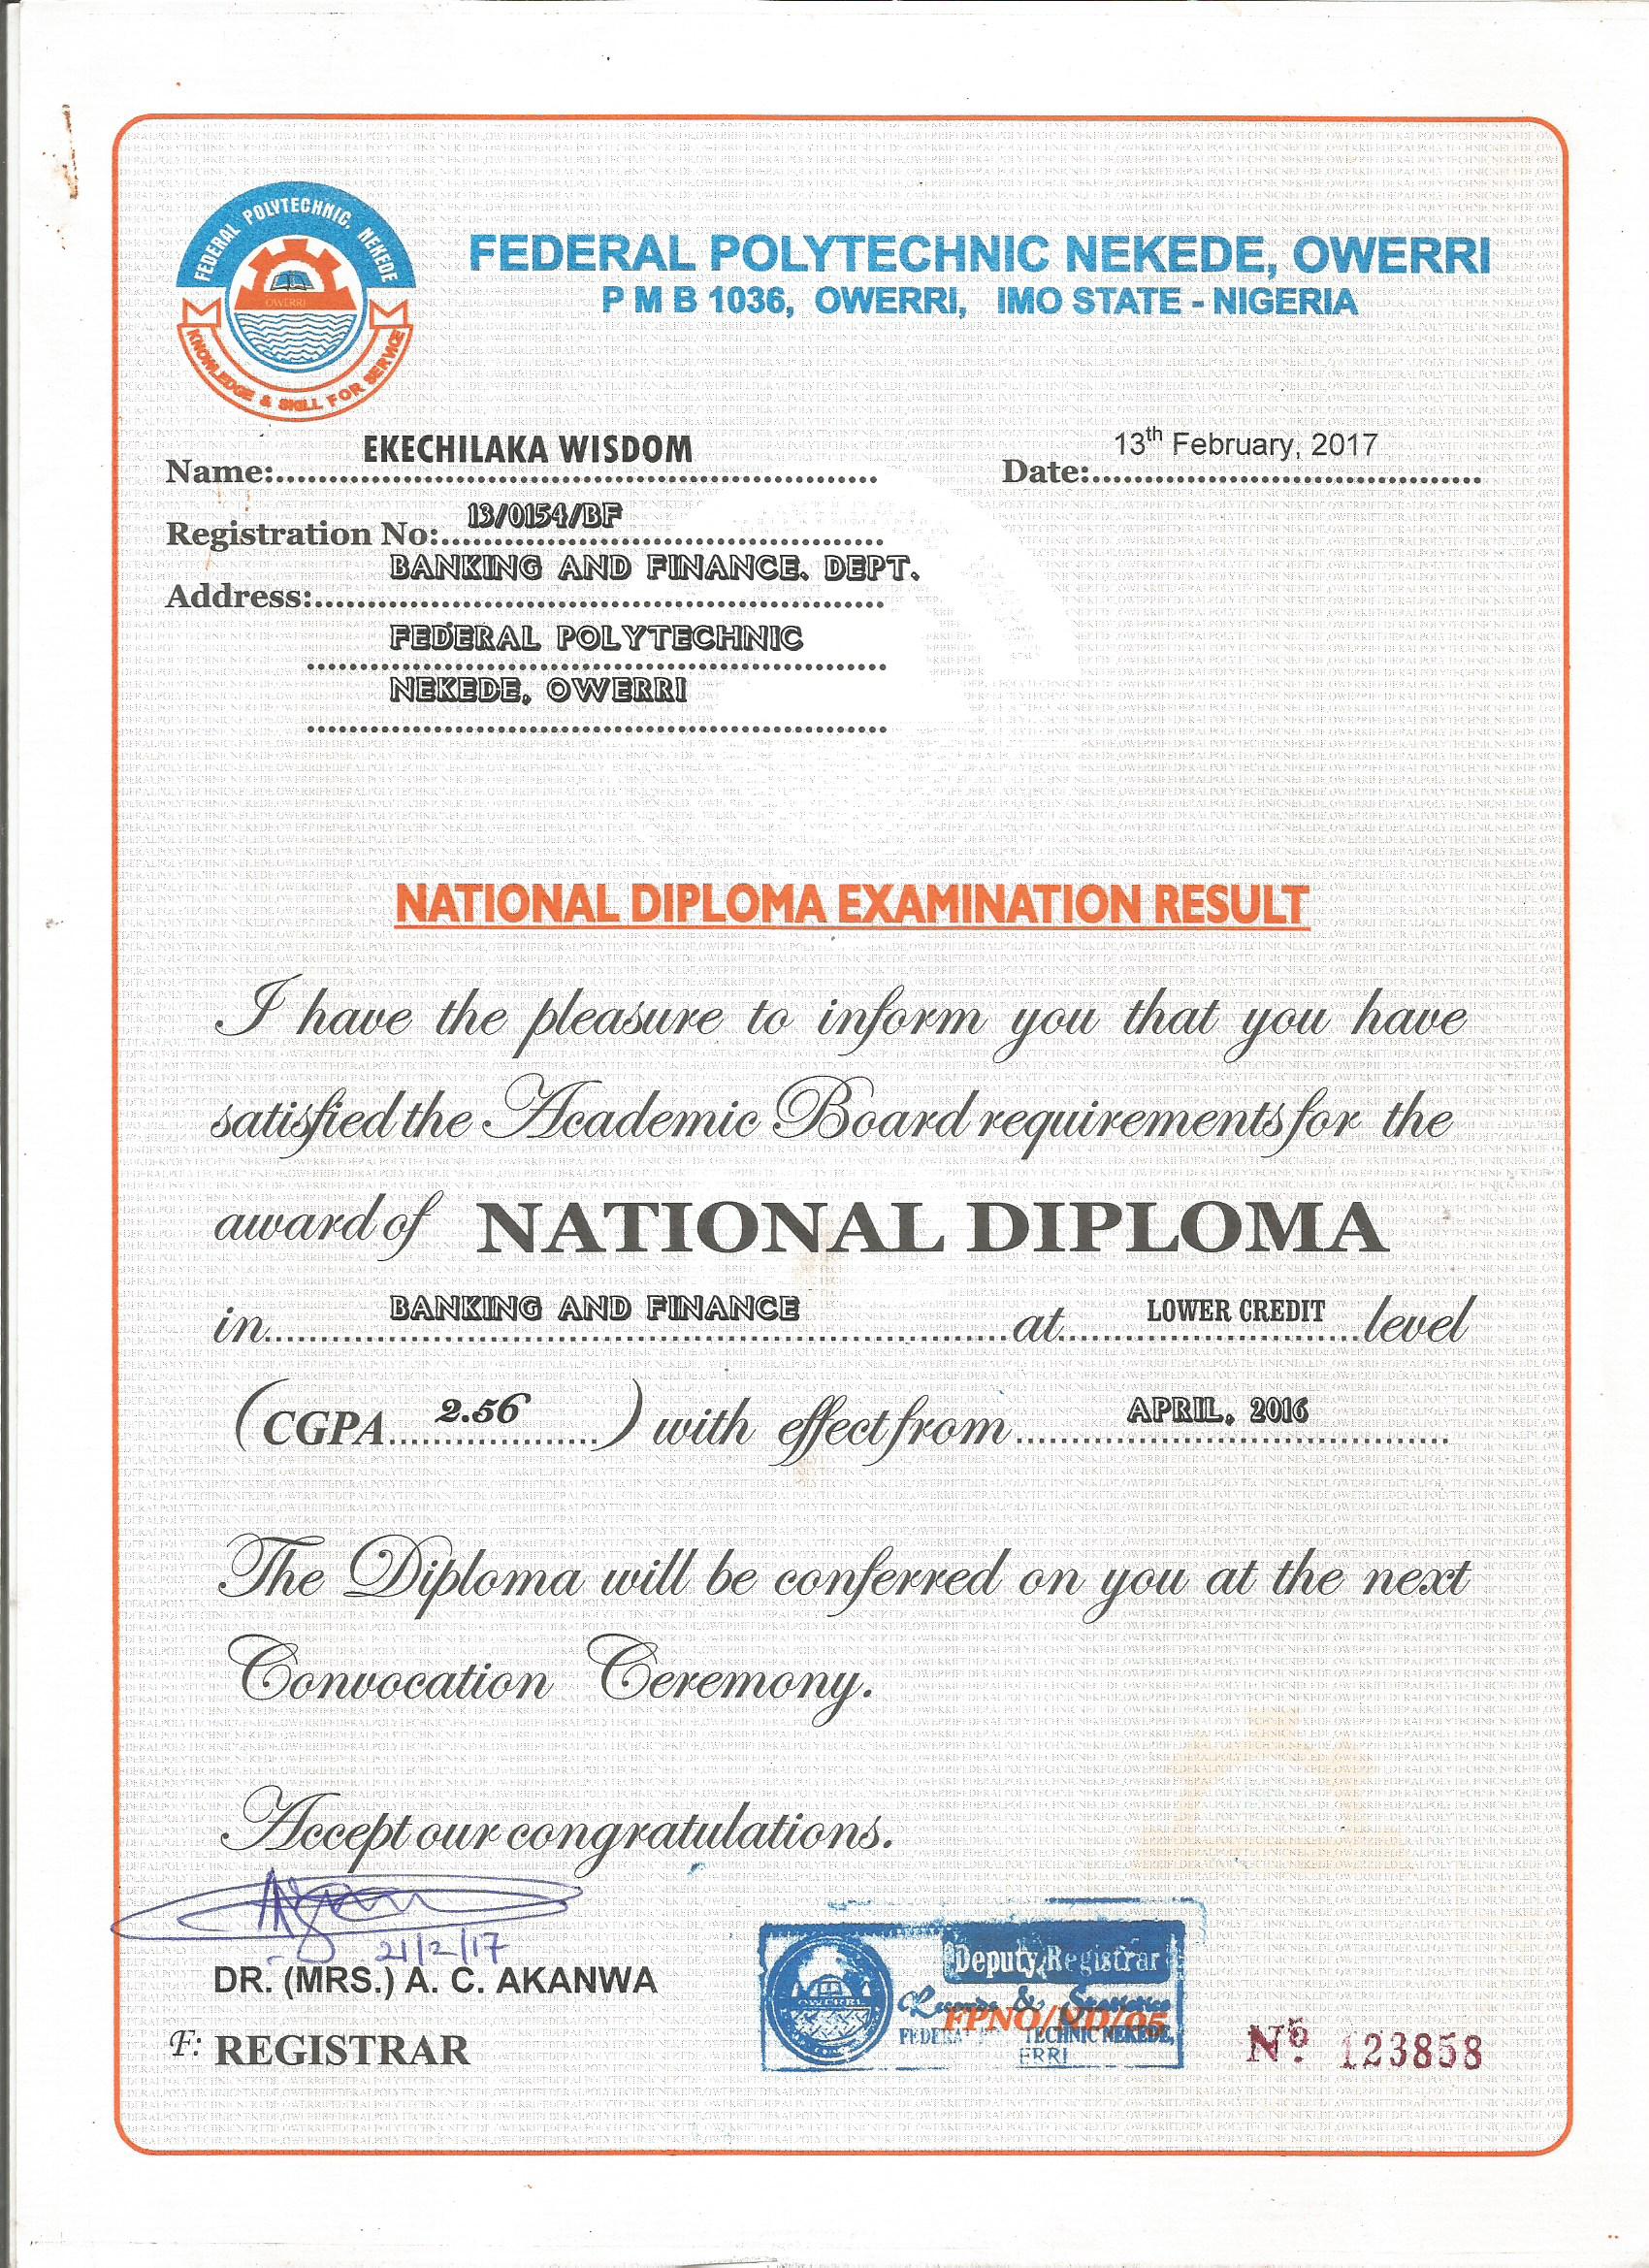 FEDERAL POLYTECHNIC, NEKEDE
OWERRI
KNOWLEDGE & SKILL FOR SERVICE
FEDERAL POLYTECHNIC NEKEDE, OWERRI
P M B 1036, OWERRI, IMO STATE - NIGERIA
Name: EKECHILAKA WISDOM
Date: 13th February, 2017
Registration No: 13/0154/BF
Address: BANKING AND FINANCE. DEPT.
FEDERAL POLYTECHNIC
NEKEDE, OWERRI
NATIONAL DIPLOMA EXAMINATION RESULT
I have the pleasure to inform you that you have
satisfied the Academic Board requirements for the
award of NATIONAL DIPLOMA
in BANKING AND FINANCE at LOWER CREDIT level
(CGPA 2.56) with effect from APRIL, 2016
The Diploma will be conferred on you at the next
Convocation Ceremony.
Accept our congratulations.
21/2/17
DR. (MRS.) A. C. AKANWA
F: REGISTRAR
Deputy Registrar
Records & Statistics
FPNO/ND/05
TECHNIC NEKEDE,
OWERRI
No. 123858